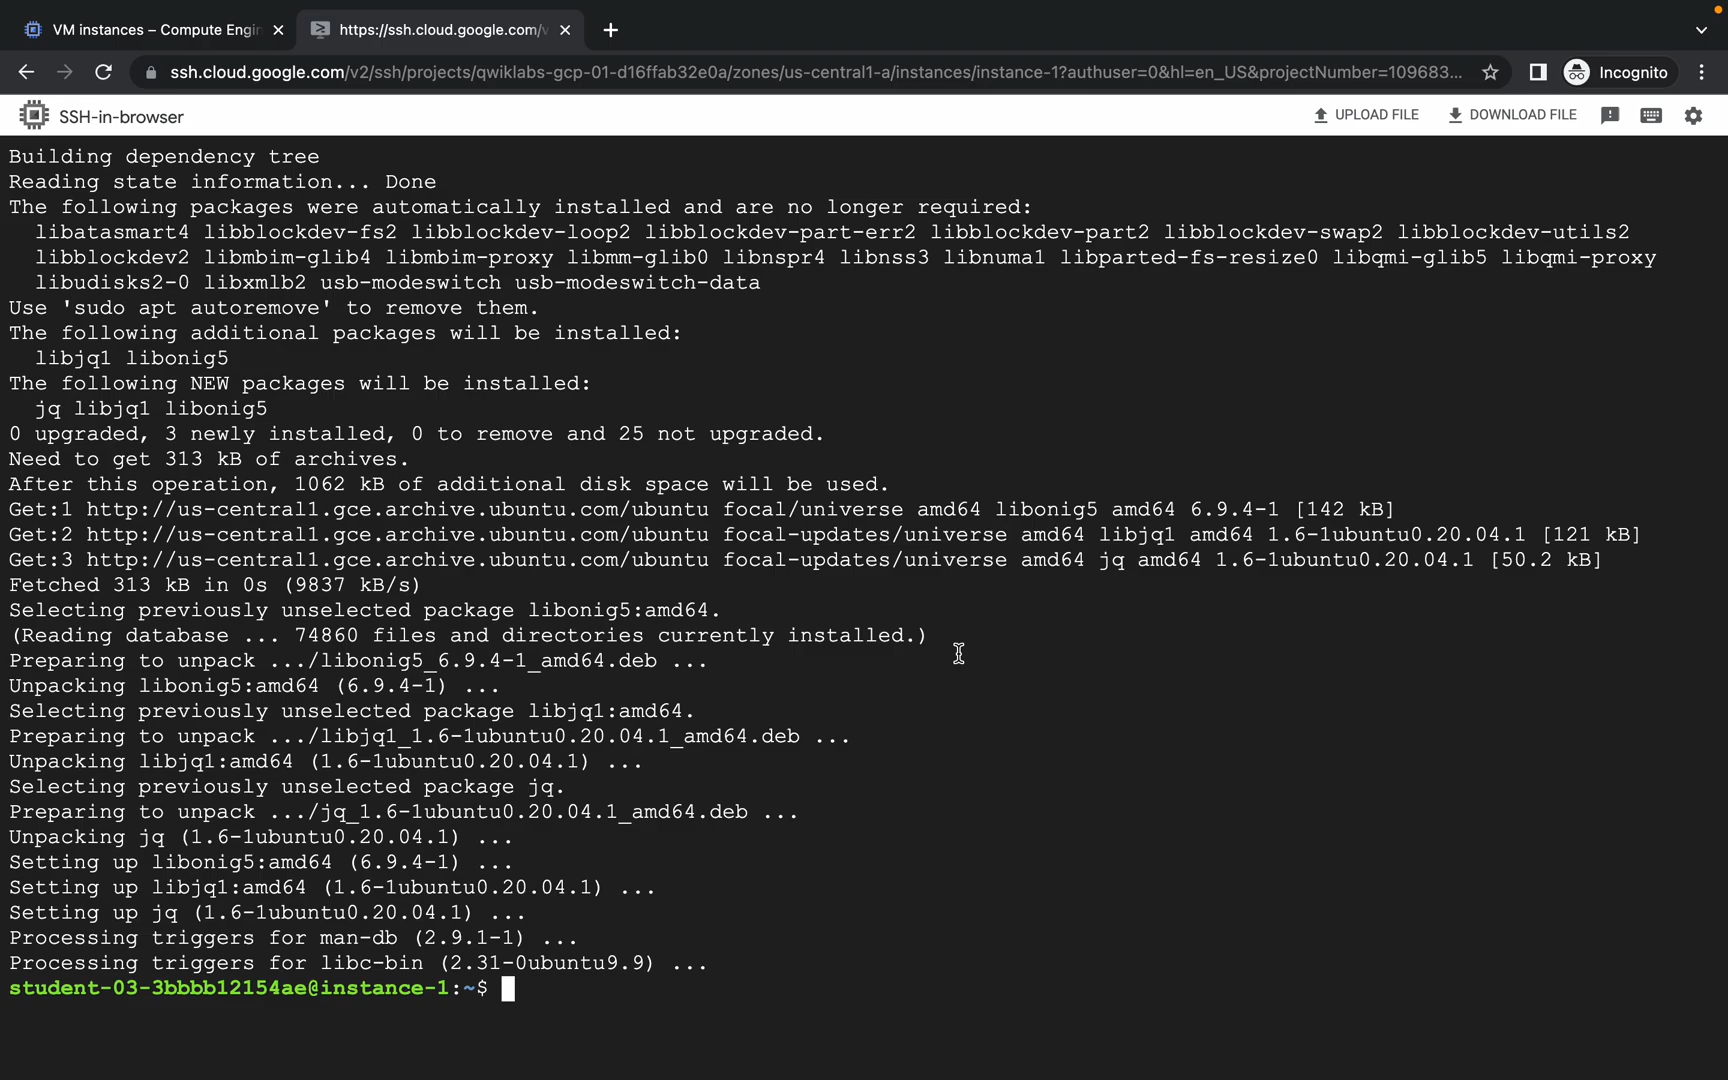 VM instances – Compute Engin
https://ssh.cloud.google.com/v
ssh.cloud.google.com/v2/ssh/projects/qwiklabs-gcp-01-d16ffab32e0a/zones/us-central1-a/instances/instance-1?authuser=0&hl=en_US&projectNumber=109683...
Incognito
SSH-in-browser
UPLOAD FILE
DOWNLOAD FILE
Building dependency tree
Reading state information... Done
The following packages were automatically installed and are no longer required:
  libatasmart4 libblockdev-fs2 libblockdev-loop2 libblockdev-part-err2 libblockdev-part2 libblockdev-swap2 libblockdev-utils2
  libblockdev2 libmbim-glib4 libmbim-proxy libmm-glib0 libnspr4 libnss3 libnuma1 libparted-fs-resize0 libqmi-glib5 libqmi-proxy
  libudisks2-0 libxmlb2 usb-modeswitch usb-modeswitch-data
Use 'sudo apt autoremove' to remove them.
The following additional packages will be installed:
  libjq1 libonig5
The following NEW packages will be installed:
  jq libjq1 libonig5
0 upgraded, 3 newly installed, 0 to remove and 25 not upgraded.
Need to get 313 kB of archives.
After this operation, 1062 kB of additional disk space will be used.
Get:1 http://us-central1.gce.archive.ubuntu.com/ubuntu focal/universe amd64 libonig5 amd64 6.9.4-1 [142 kB]
Get:2 http://us-central1.gce.archive.ubuntu.com/ubuntu focal-updates/universe amd64 libjq1 amd64 1.6-1ubuntu0.20.04.1 [121 kB]
Get:3 http://us-central1.gce.archive.ubuntu.com/ubuntu focal-updates/universe amd64 jq amd64 1.6-1ubuntu0.20.04.1 [50.2 kB]
Fetched 313 kB in 0s (9837 kB/s)
Selecting previously unselected package libonig5:amd64.
(Reading database ... 74860 files and directories currently installed.)
Preparing to unpack .../libonig5_6.9.4-1_amd64.deb ...
Unpacking libonig5:amd64 (6.9.4-1) ...
Selecting previously unselected package libjq1:amd64.
Preparing to unpack .../libjq1_1.6-1ubuntu0.20.04.1_amd64.deb ...
Unpacking libjq1:amd64 (1.6-1ubuntu0.20.04.1) ...
Selecting previously unselected package jq.
Preparing to unpack .../jq_1.6-1ubuntu0.20.04.1_amd64.deb ...
Unpacking jq (1.6-1ubuntu0.20.04.1) ...
Setting up libonig5:amd64 (6.9.4-1) ...
Setting up libjq1:amd64 (1.6-1ubuntu0.20.04.1) ...
Setting up jq (1.6-1ubuntu0.20.04.1) ...
Processing triggers for man-db (2.9.1-1) ...
Processing triggers for libc-bin (2.31-0ubuntu9.9) ...
student-03-3bbbb12154ae@instance-1:~$